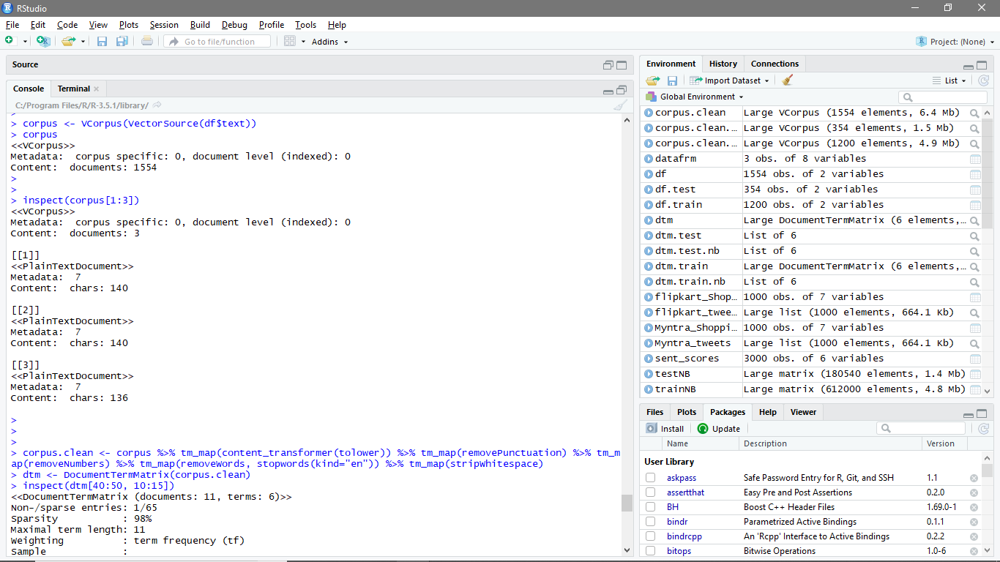 RStudio
File Edit Code View Plots Session Build Debug Profile Tools Help
Go to file/function Addins Project: (None)
Source
Console Terminal
C:/Program Files/R/R-3.5.1/library/
>
> corpus <- VCorpus(VectorSource(df$text))
> corpus
<<VCorpus>>
Metadata:  corpus specific: 0, document level (indexed): 0
Content:  documents: 1554
>
>
> inspect(corpus[1:3])
<<VCorpus>>
Metadata:  corpus specific: 0, document level (indexed): 0
Content:  documents: 3
[[1]]
<<PlainTextDocument>>
Metadata:  7
Content:  chars: 140
[[2]]
<<PlainTextDocument>>
Metadata:  7
Content:  chars: 140
[[3]]
<<PlainTextDocument>>
Metadata:  7
Content:  chars: 136
>
>
>
> corpus.clean <- corpus %>% tm_map(content_transformer(tolower)) %>% tm_map(removePunctuation) %>% tm_m
ap(removeNumbers) %>% tm_map(removeWords, stopwords(kind="en")) %>% tm_map(stripWhitespace)
> dtm <- DocumentTermMatrix(corpus.clean)
> inspect(dtm[40:50, 10:15])
<<DocumentTermMatrix (documents: 11, terms: 6)>>
Non-/sparse entries: 1/65
Sparsity           : 98%
Maximal term length: 11
Weighting          : term frequency (tf)
Sample             :
Environment History Connections
Import Dataset List
Global Environment
corpus.clean Large VCorpus (1554 elements, 6.4 Mb)
corpus.clean.… Large VCorpus (354 elements, 1.5 Mb)
corpus.clean.… Large VCorpus (1200 elements, 4.9 Mb)
datafrm 3 obs. of 8 variables
df 1554 obs. of 2 variables
df.test 354 obs. of 2 variables
df.train 1200 obs. of 2 variables
dtm Large DocumentTermMatrix (6 elements,…
dtm.test List of 6
dtm.test.nb List of 6
dtm.train Large DocumentTermMatrix (6 elements,…
dtm.train.nb List of 6
flipkart_Shop… 1000 obs. of 7 variables
flipkart_twee… Large list (1000 elements, 664.1 Kb)
Myntra_Shoppi… 1000 obs. of 7 variables
Myntra_tweets Large list (1000 elements, 664.1 Kb)
sent_scores 3000 obs. of 6 variables
testNB Large matrix (180540 elements, 1.4 Mb)
trainNB Large matrix (612000 elements, 4.8 Mb)
Files Plots Packages Help Viewer
Install Update
Name Description Version
User Library
askpass Safe Password Entry for R, Git, and SSH 1.1
assertthat Easy Pre and Post Assertions 0.2.0
BH Boost C++ Header Files 1.69.0-1
bindr Parametrized Active Bindings 0.1.1
bindrcpp An 'Rcpp' Interface to Active Bindings 0.2.2
bitops Bitwise Operations 1.0-6